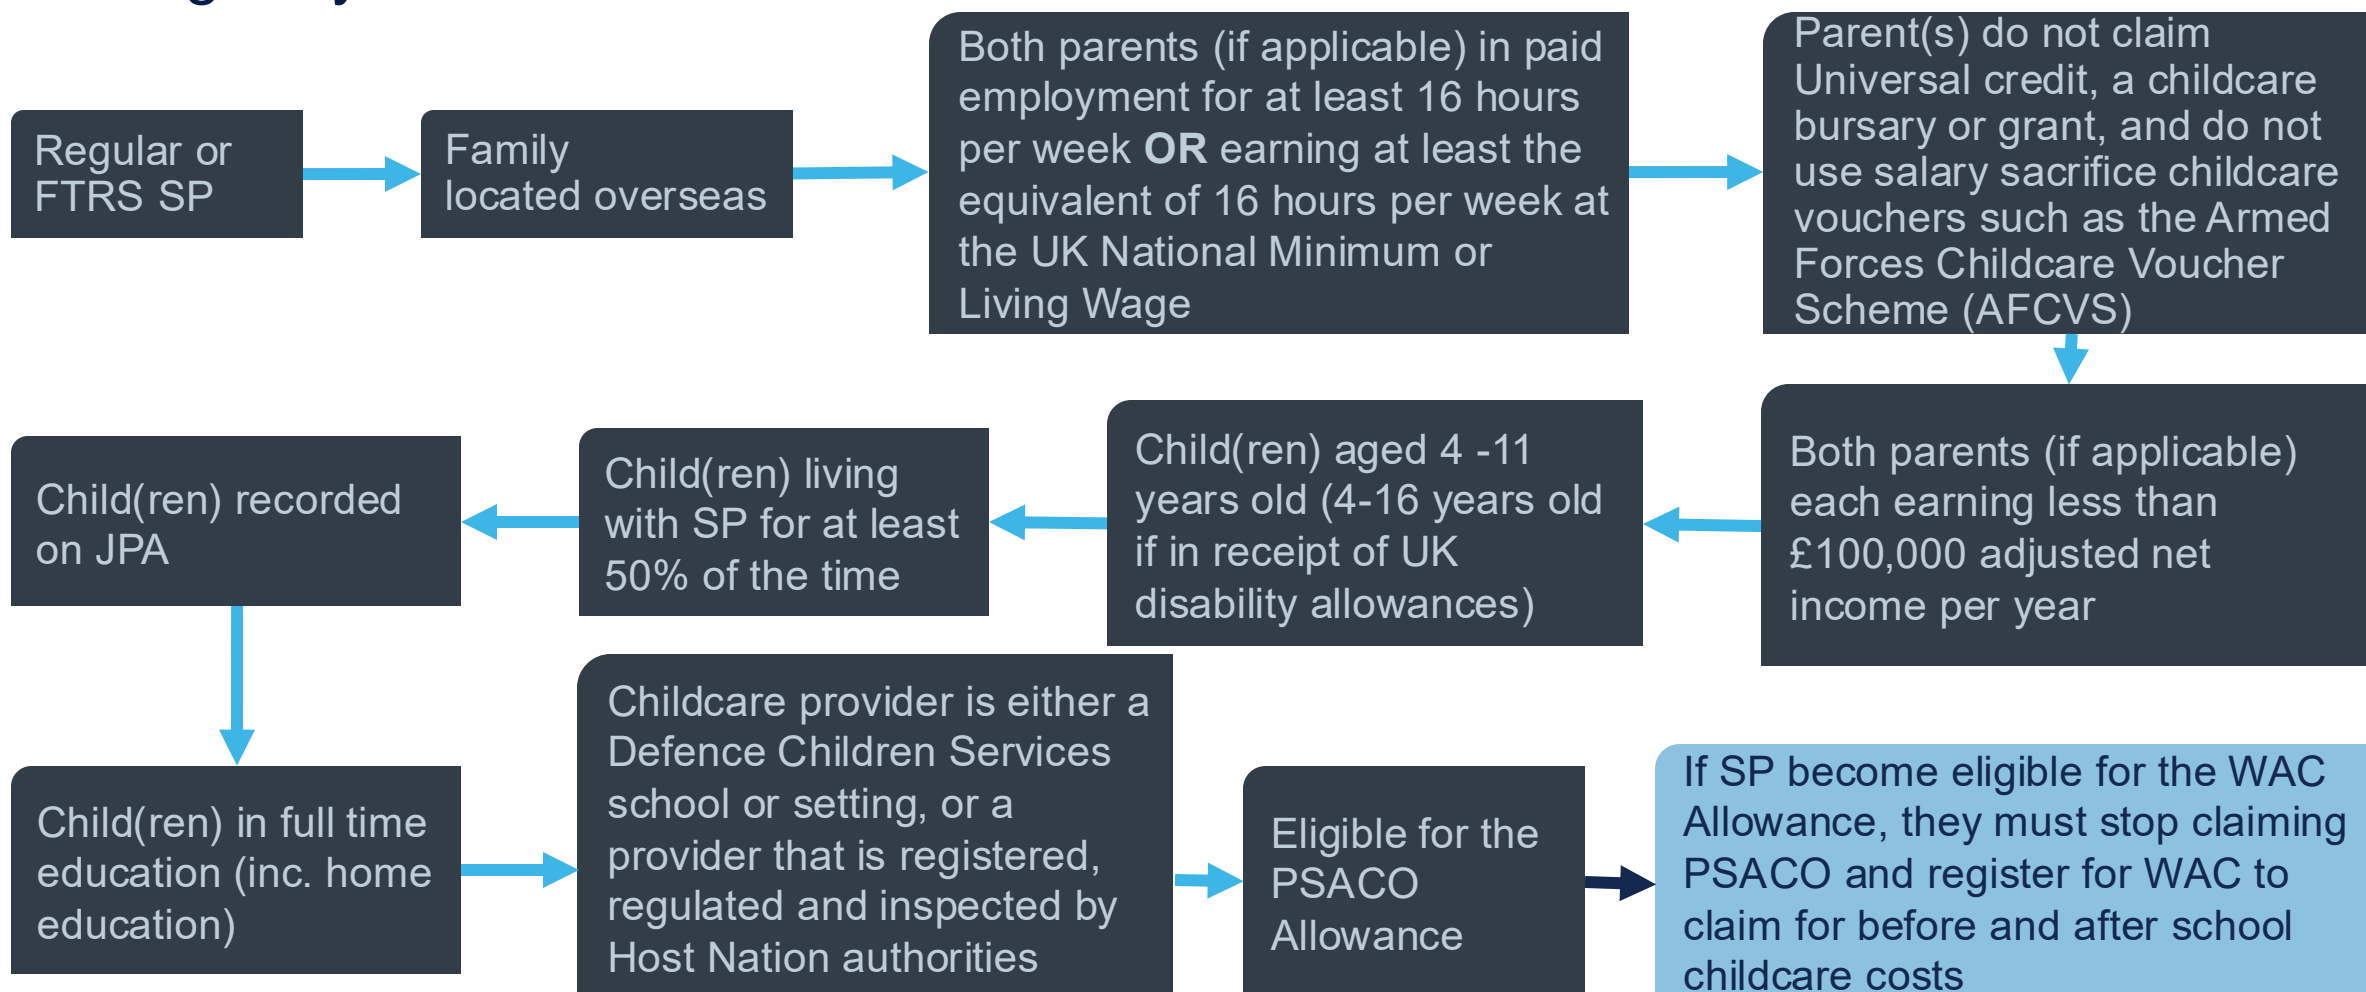 Regular or
FTRS SP
Family
located overseas
Both parents (if applicable) in paid
employment for at least 16 hours
per week OR earning at least the
equivalent of 16 hours per week at
the UK National Minimum or
Living Wage
Parent(s) do not claim
Universal credit, a childcare
bursary or grant, and do not
use salary sacrifice childcare
vouchers such as the Armed
Forces Childcare Voucher
Scheme (AFCVS)
Both parents (if applicable)
each earning less than
£100,000 adjusted net
income per year
Child(ren) aged 4 -11
years old (4-16 years old
if in receipt of UK
disability allowances)
Child(ren) living
with SP for at least
50% of the time
Child(ren) recorded
on JPA
Child(ren) in full time
education (inc. home
education)
Childcare provider is either a
Defence Children Services
school or setting, or a
provider that is registered,
regulated and inspected by
Host Nation authorities
Eligible for the
PSACO
Allowance
If SP become eligible for the WAC
Allowance, they must stop claiming
PSACO and register for WAC to
claim for before and after school
childcare costs